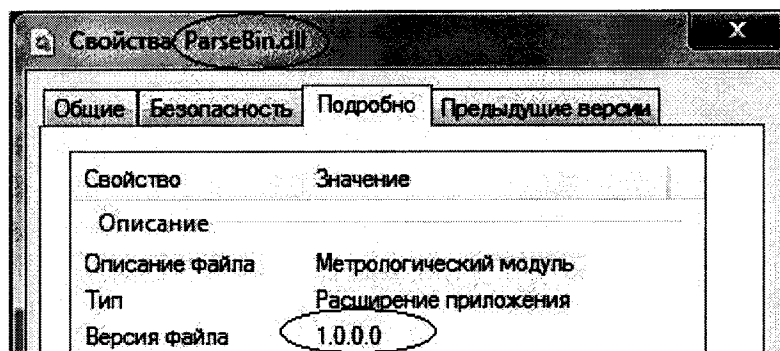 Свойства: ParseBin.dll
X
Общие Безопасность Подробно Предыдущие версии
Свойство Значение
Описание
Описание файла Метрологический модуль
Тип Расширение приложения
Версия файла 1.0.0.0